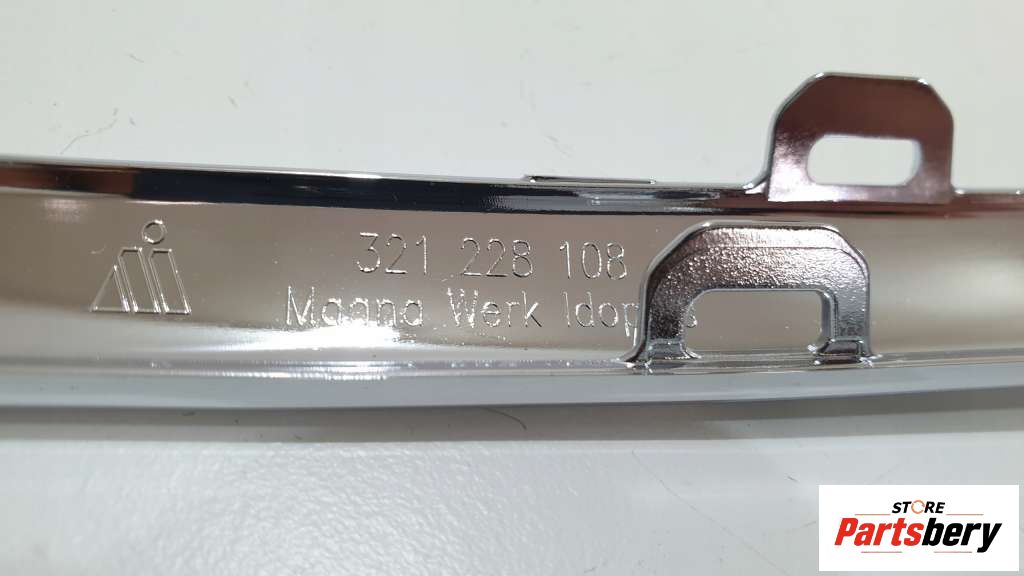 321 228 108
Magna Werk
STORE
Partsbery